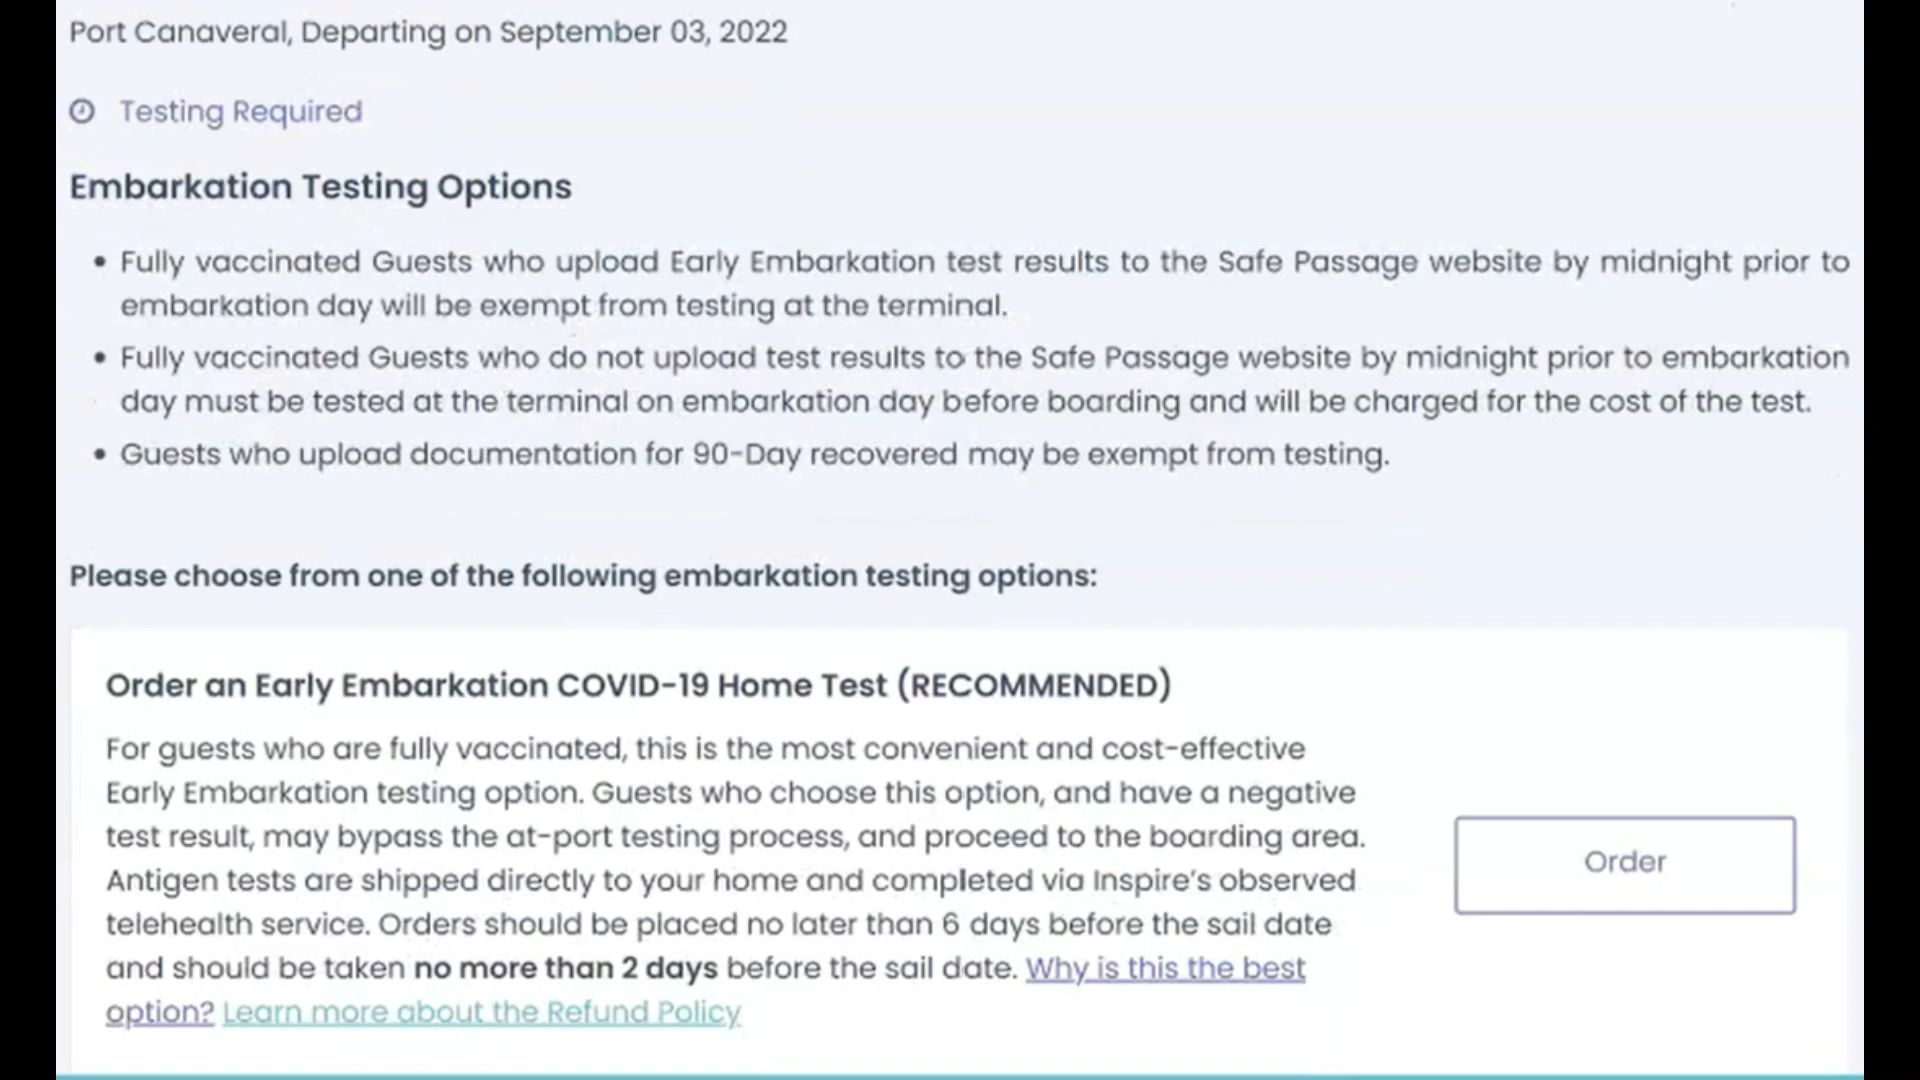 Port Canaveral, Departing on September 03, 2022
Testing Required
Embarkation Testing Options
• Fully vaccinated Guests who upload Early Embarkation test results to the Safe Passage website by midnight prior to
embarkation day will be exempt from testing at the terminal.
• Fully vaccinated Guests who do not upload test results to the Safe Passage website by midnight prior to embarkation
day must be tested at the terminal on embarkation day before boarding and will be charged for the cost of the test.
• Guests who upload documentation for 90-Day recovered may be exempt from testing.
Please choose from one of the following embarkation testing options:
Order an Early Embarkation COVID-19 Home Test (RECOMMENDED)
For guests who are fully vaccinated, this is the most convenient and cost-effective
Early Embarkation testing option. Guests who choose this option, and have a negative
test result, may bypass the at-port testing process, and proceed to the boarding area.
Antigen tests are shipped directly to your home and completed via Inspire's observed
telehealth service. Orders should be placed no later than 6 days before the sail date
and should be taken no more than 2 days before the sail date. Why is this the best
option? Learn more about the Refund Policy
Order